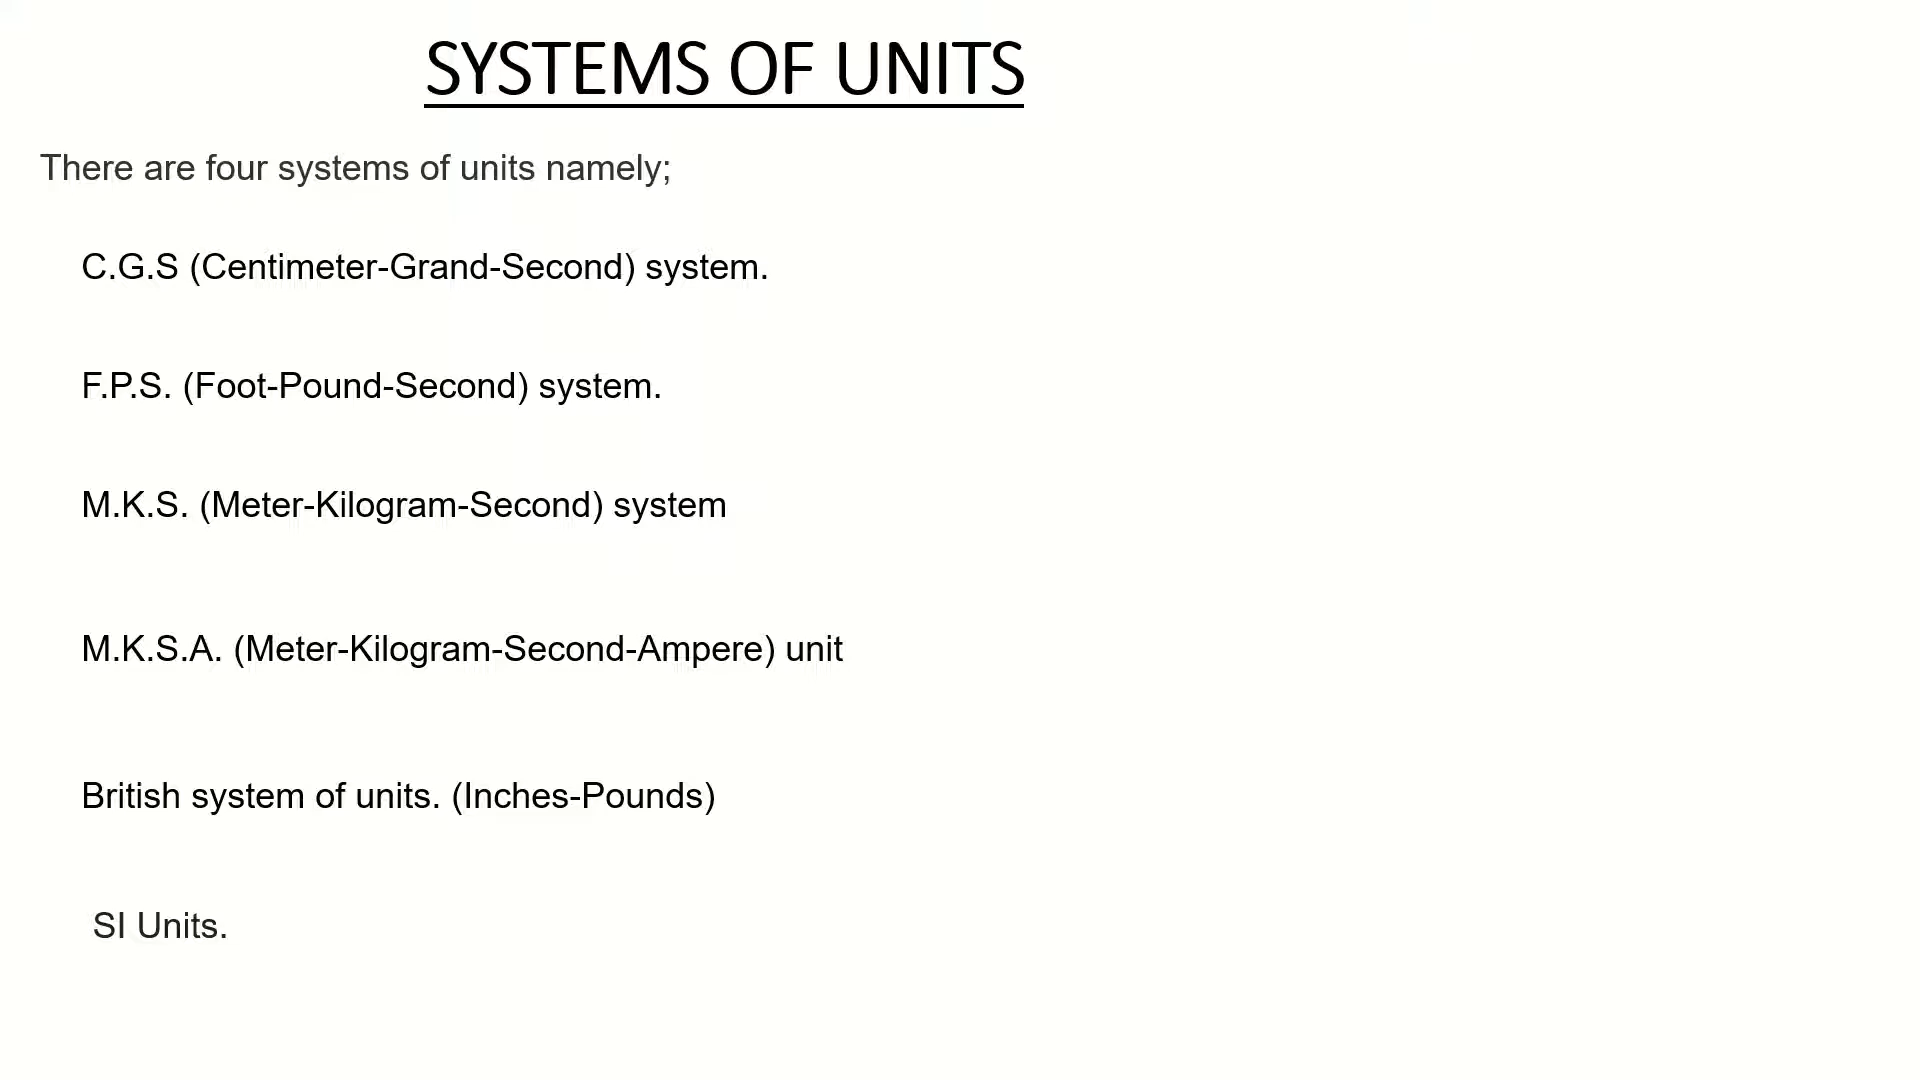 SYSTEMS OF UNITS
There are four systems of units namely;
C.G.S (Centimeter-Grand-Second) system.
F.P.S. (Foot-Pound-Second) system.
M.K.S. (Meter-Kilogram-Second) system
M.K.S.A. (Meter-Kilogram-Second-Ampere) unit
British system of units. (Inches-Pounds)
SI Units.